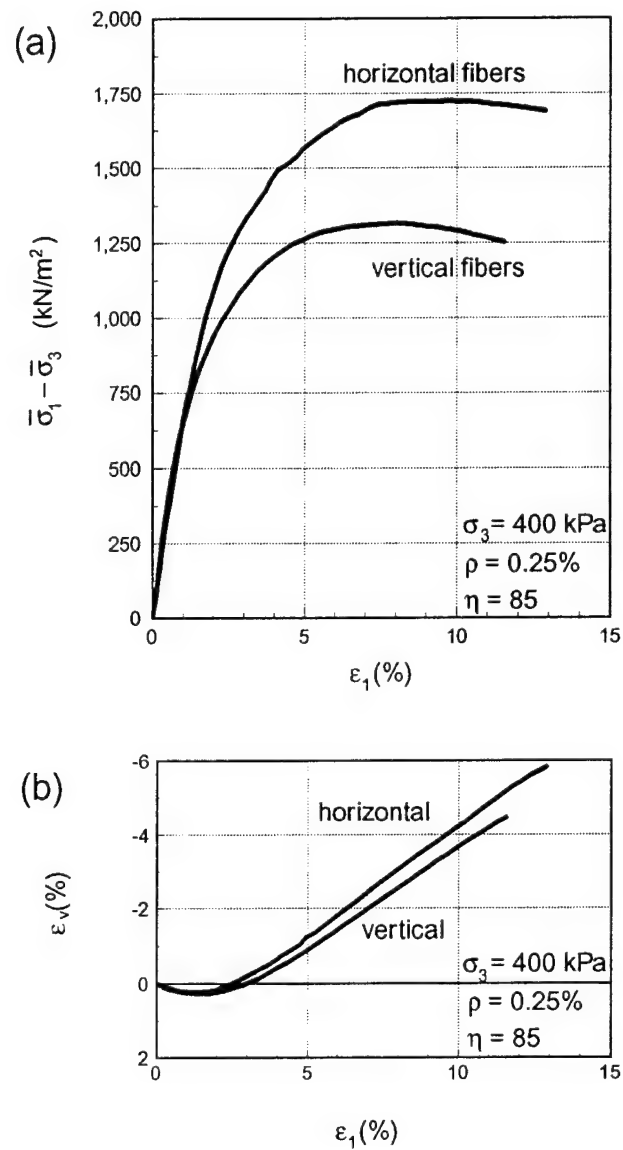 (a)
2,000
1,750
1,500
1,250
1,000
750
500
250
0
σ̅₁ – σ̅₃ (kN/m²)
horizontal fibers
vertical fibers
σ₃= 400 kPa
ρ = 0.25%
η = 85
0 5 10 15
ε₁(%)
(b)
-6
-4
-2
0
2
εᵥ(%)
horizontal
vertical
σ₃= 400 kPa
ρ = 0.25%
η = 85
0 5 10 15
ε₁(%)